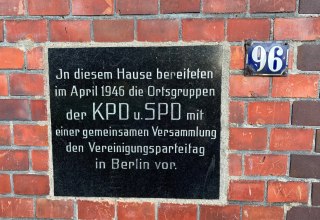 Jn diesem Hause bereiteten
im April 1946 die Ortsgruppen
der KPD u. SPD mit
einer gemeinsamen Versammlung
den Vereinigungsparteitag
in Berlin vor.
96